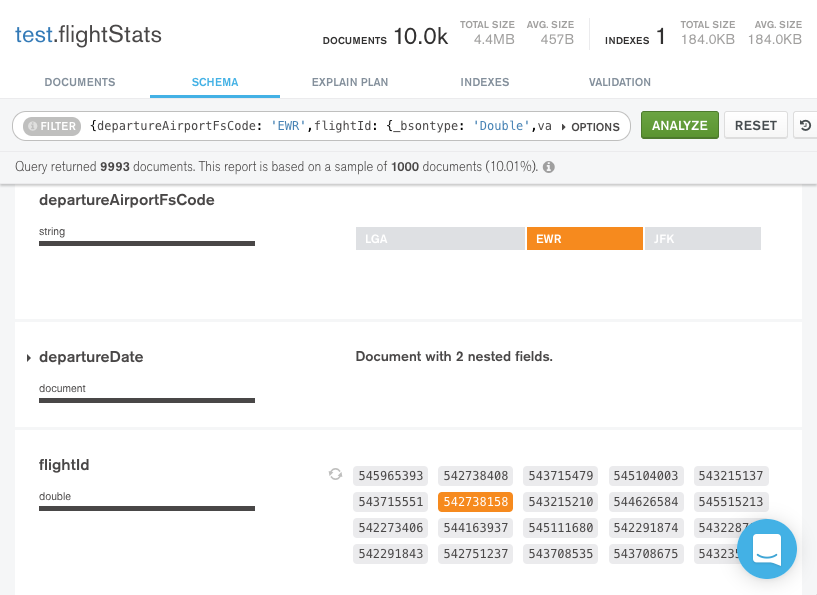 test.flightStats
DOCUMENTS 10.0k TOTAL SIZE 4.4MB AVG. SIZE 457B INDEXES 1 TOTAL SIZE 184.0KB AVG. SIZE 184.0KB
DOCUMENTS SCHEMA EXPLAIN PLAN INDEXES VALIDATION
FILTER {departureAirportFsCode: 'EWR',flightId: {_bsontype: 'Double',va OPTIONS ANALYZE RESET
Query returned 9993 documents. This report is based on a sample of 1000 documents (10.01%).
departureAirportFsCode
string
LGA EWR JFK
departureDate
Document with 2 nested fields.
document
flightId
double
545965393 542738408 543715479 545104003 543215137
543715551 542738158 543215210 544626584 545515213
542273406 544163937 545111680 542291874 543228
542291843 542751237 543708535 543708675 54323